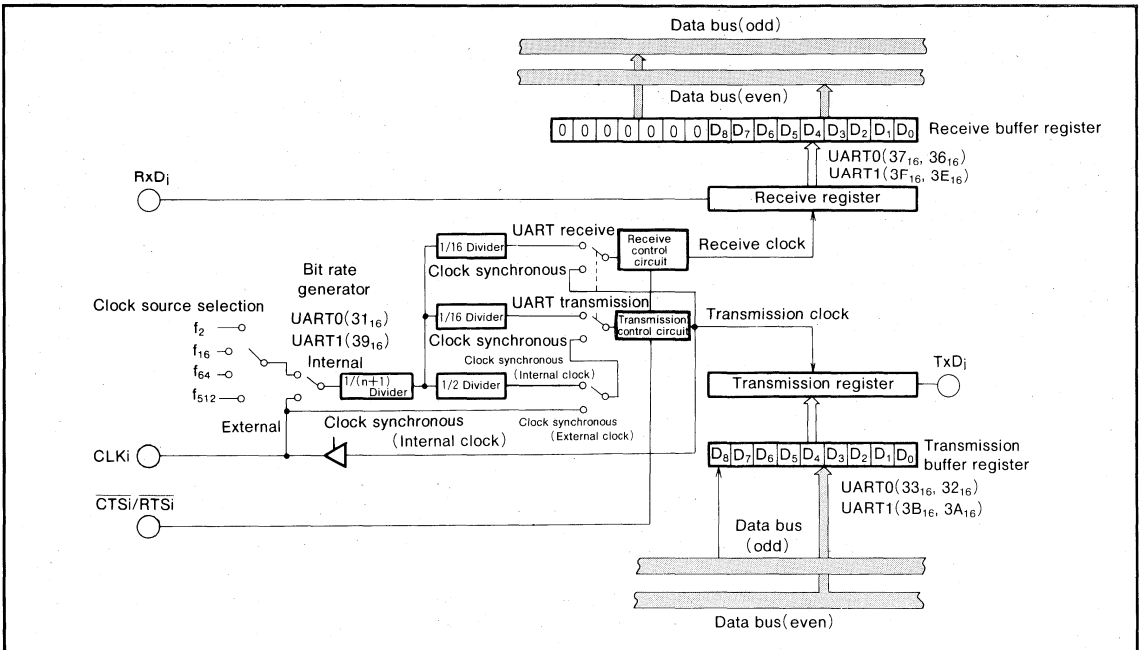 Data bus(odd)
Data bus(even)
0 0 0 0 0 0 0 D₈ D₇ D₆ D₅ D₄ D₃ D₂ D₁ D₀
Receive buffer register
UART0(37₁₆, 36₁₆)
UART1(3F₁₆, 3E₁₆)
RxDᵢ
Receive register
UART receive
1/16 Divider
Receive
control
circuit
Receive clock
Clock synchronous
Bit rate
generator
UART0(31₁₆)
UART1(39₁₆)
Internal
UART transmission
1/16 Divider
Transmission
control circuit
Transmission clock
Clock synchronous
Clock source selection
f₂
f₁₆
f₆₄
f₅₁₂
Clock synchronous
(Internal clock)
1/(n+1)
Divider
1/2 Divider
Transmission register
TxDᵢ
External
Clock synchronous
(Internal clock)
Clock synchronous
(External clock)
CLKi
D₈ D₇ D₆ D₅ D₄ D₃ D₂ D₁ D₀
Transmission
buffer register
UART0(33₁₆, 32₁₆)
UART1(3B₁₆, 3A₁₆)
CTSi/RTSi
Data bus
(odd)
Data bus(even)